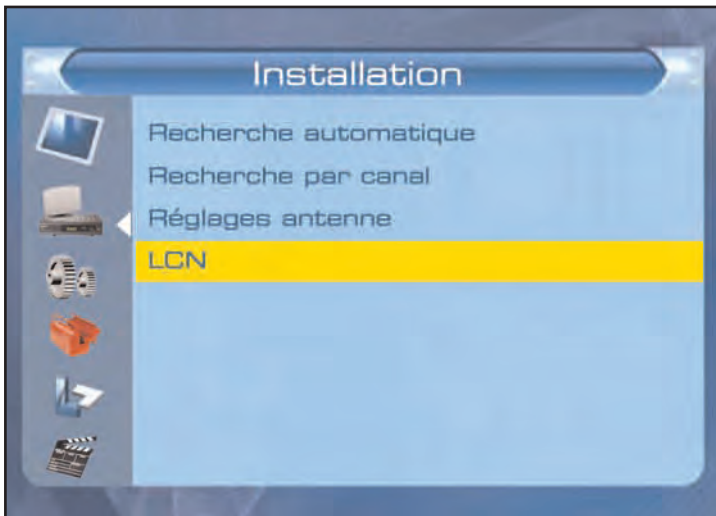 Installation
Recherche automatique
Recherche par canal
Réglages antenne
LCN